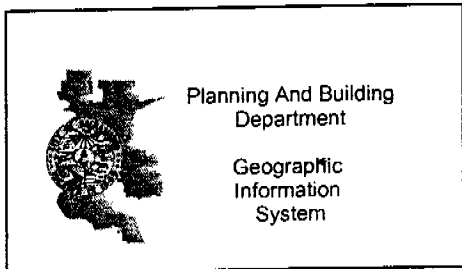 Planning And Building
Department
Geographic
Information
System